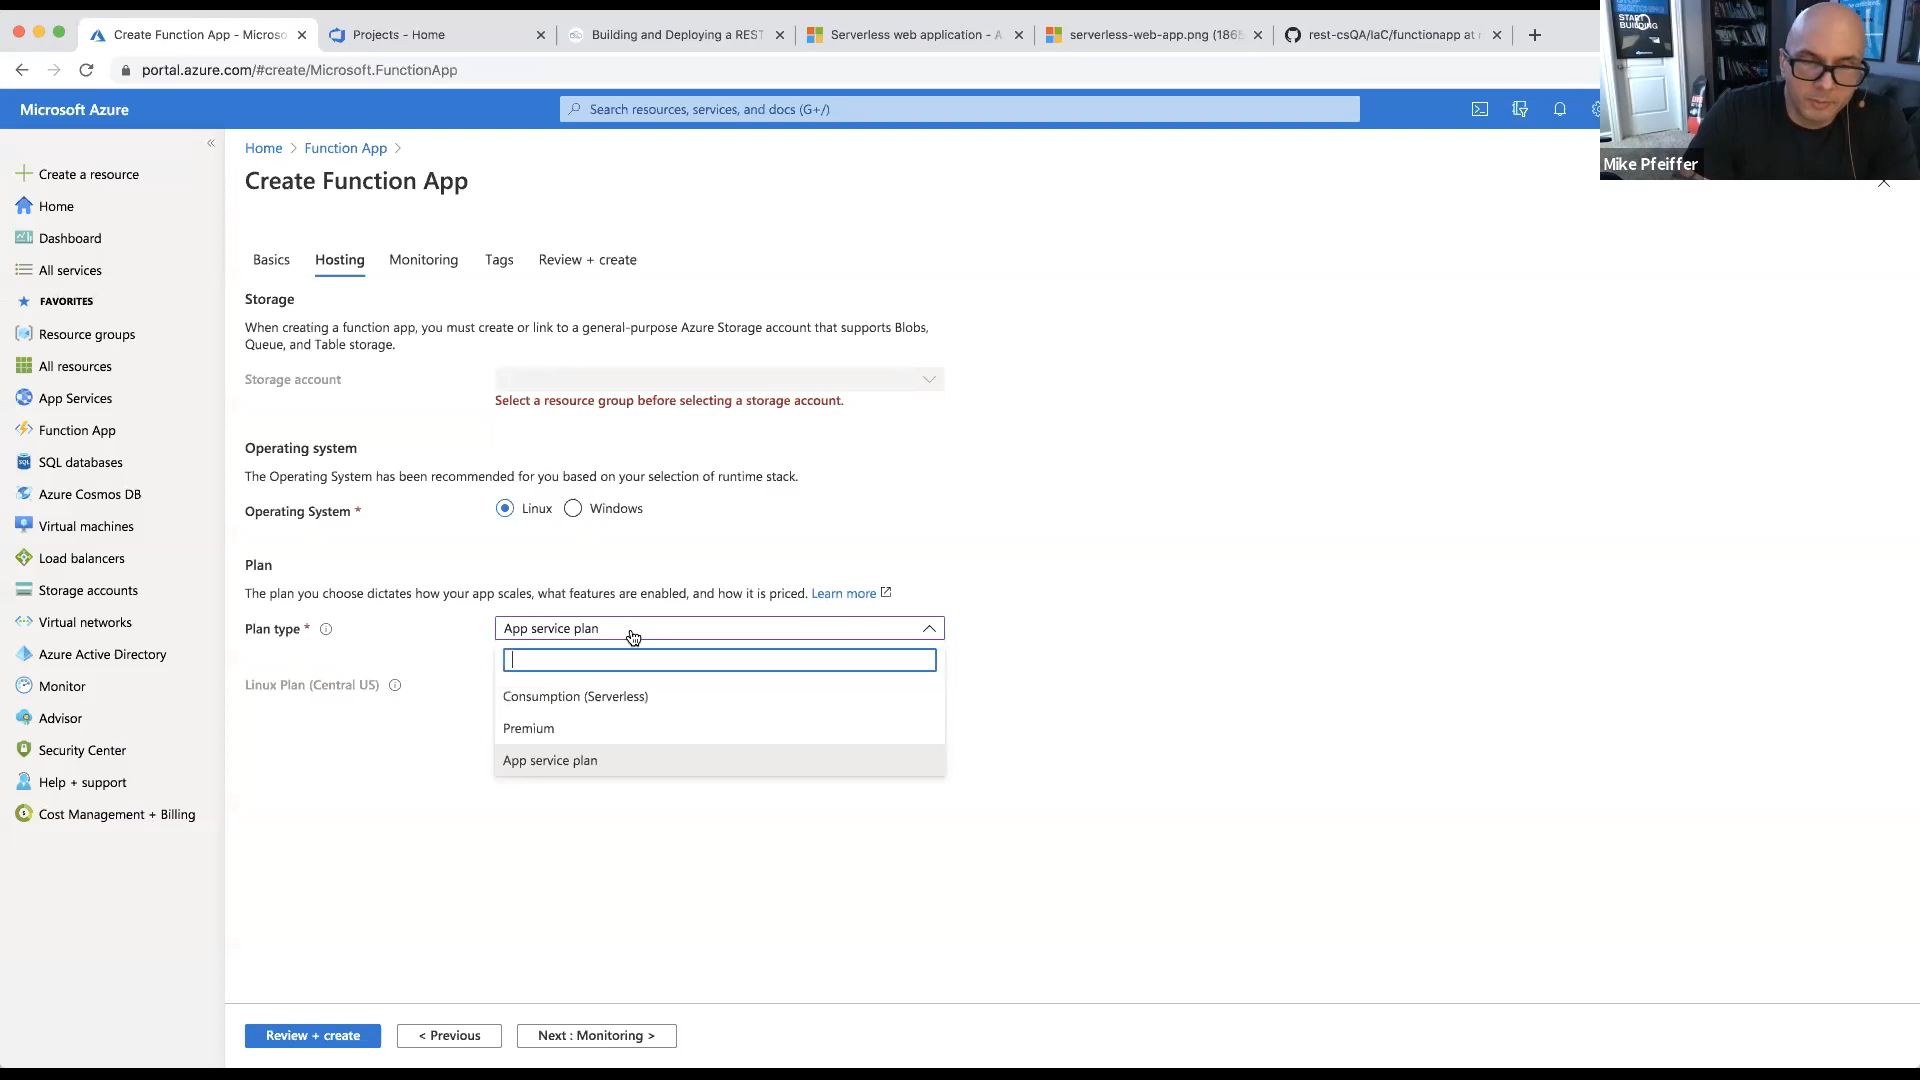 Create Function App - Microso
Projects - Home
Building and Deploying a REST
Serverless web application - A
serverless-web-app.png (1865
rest-csQA/IaC/functionapp at
portal.azure.com/#create/Microsoft.FunctionApp
START
BUILDING
Mike Pfeiffer
Microsoft Azure
Search resources, services, and docs (G+/)
Create a resource
Home
Dashboard
All services
FAVORITES
Resource groups
All resources
App Services
Function App
SQL databases
Azure Cosmos DB
Virtual machines
Load balancers
Storage accounts
Virtual networks
Azure Active Directory
Monitor
Advisor
Security Center
Help + support
Cost Management + Billing
Home > Function App >
Create Function App
Basics
Hosting
Monitoring
Tags
Review + create
Storage
When creating a function app, you must create or link to a general-purpose Azure Storage account that supports Blobs,
Queue, and Table storage.
Storage account
Select a resource group before selecting a storage account.
Operating system
The Operating System has been recommended for you based on your selection of runtime stack.
Operating System *
Linux
Windows
Plan
The plan you choose dictates how your app scales, what features are enabled, and how it is priced. Learn more
Plan type *
App service plan
Consumption (Serverless)
Premium
App service plan
Linux Plan (Central US)
Review + create
< Previous
Next : Monitoring >